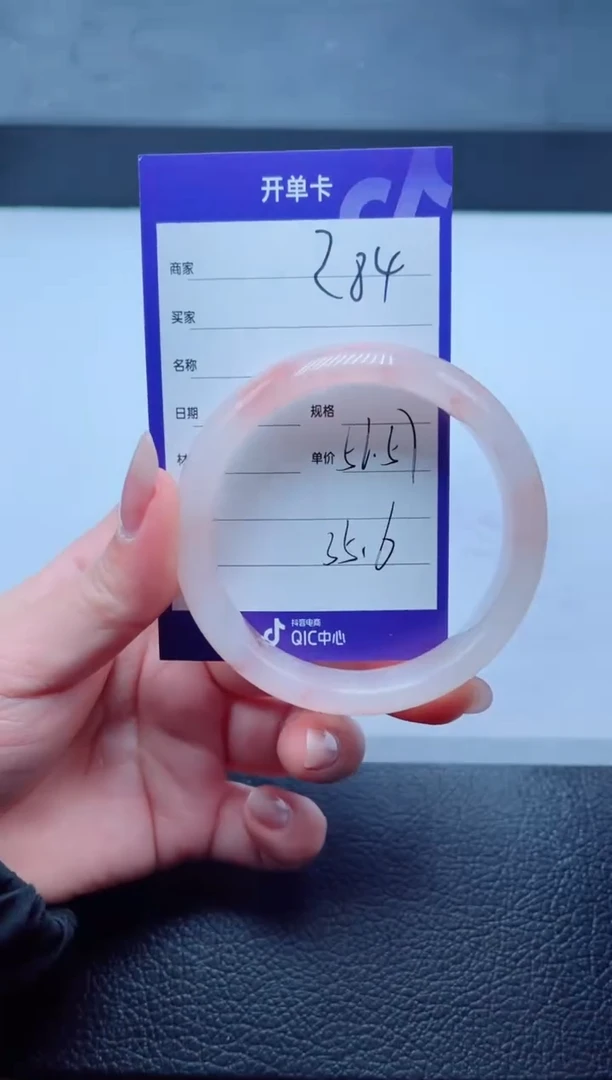 开单卡
商家 284
买家
名称
日期 规格
单价 51.57
35.6
抖音电商
QIC中心